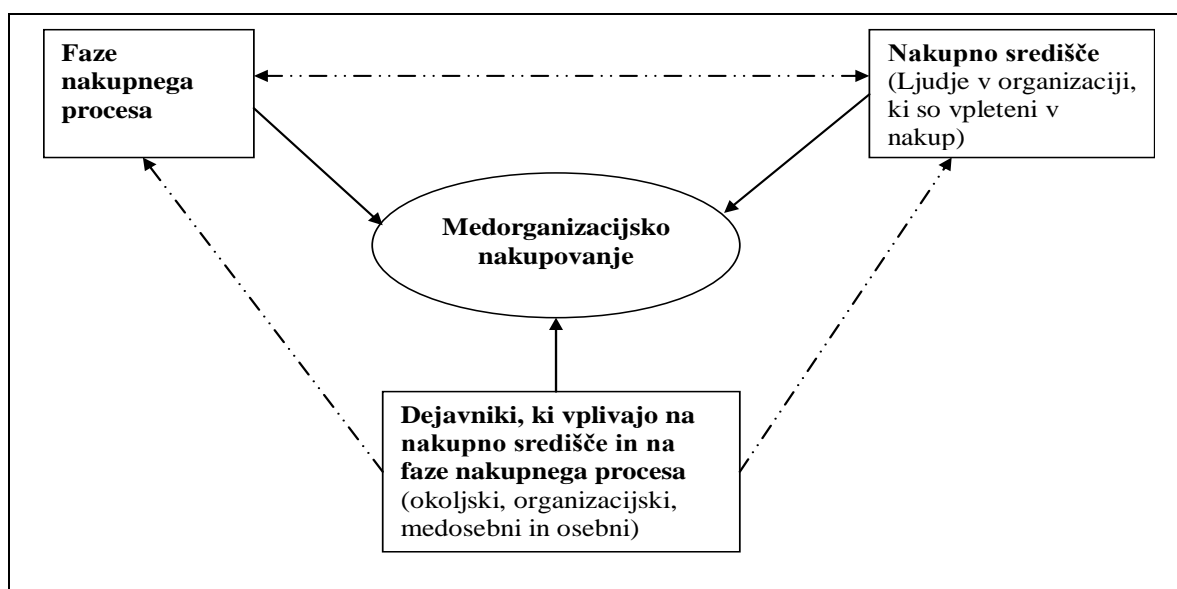 Faze
nakupnega
procesa
Nakupno središče
(Ljudje v organizaciji,
ki so vpleteni v
nakup)
Medorganizacijsko
nakupovanje
Dejavniki, ki vplivajo na
nakupno središče in na
faze nakupnega procesa
(okoljski, organizacijski,
medosebni in osebni)